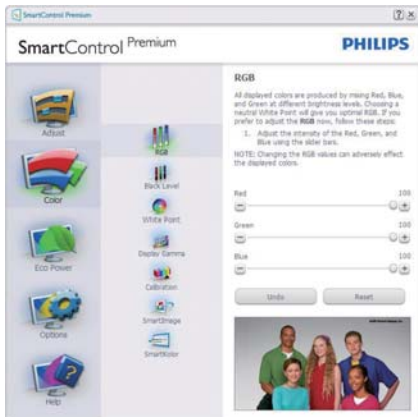 SmartControl Premium
SmartControl Premium
PHILIPS
Adjust
Color
Eco Power
Options
Help
RGB
Black Level
White Point
Display Gamma
Calibration
SmartImage
SmartKolor
RGB
All displayed colors are produced by mixing Red, Blue,
and Green at different brightness levels. Choosing a
neutral White Point will give you optimal RGB. If you
prefer to adjust the RGB now, follow these steps:
1. Adjust the intensity of the Red, Green, and
Blue using the slider bars.
NOTE: Changing the RGB values can adversely effect
the displayed colors.
Red 100
Green 100
Blue 100
Undo Reset